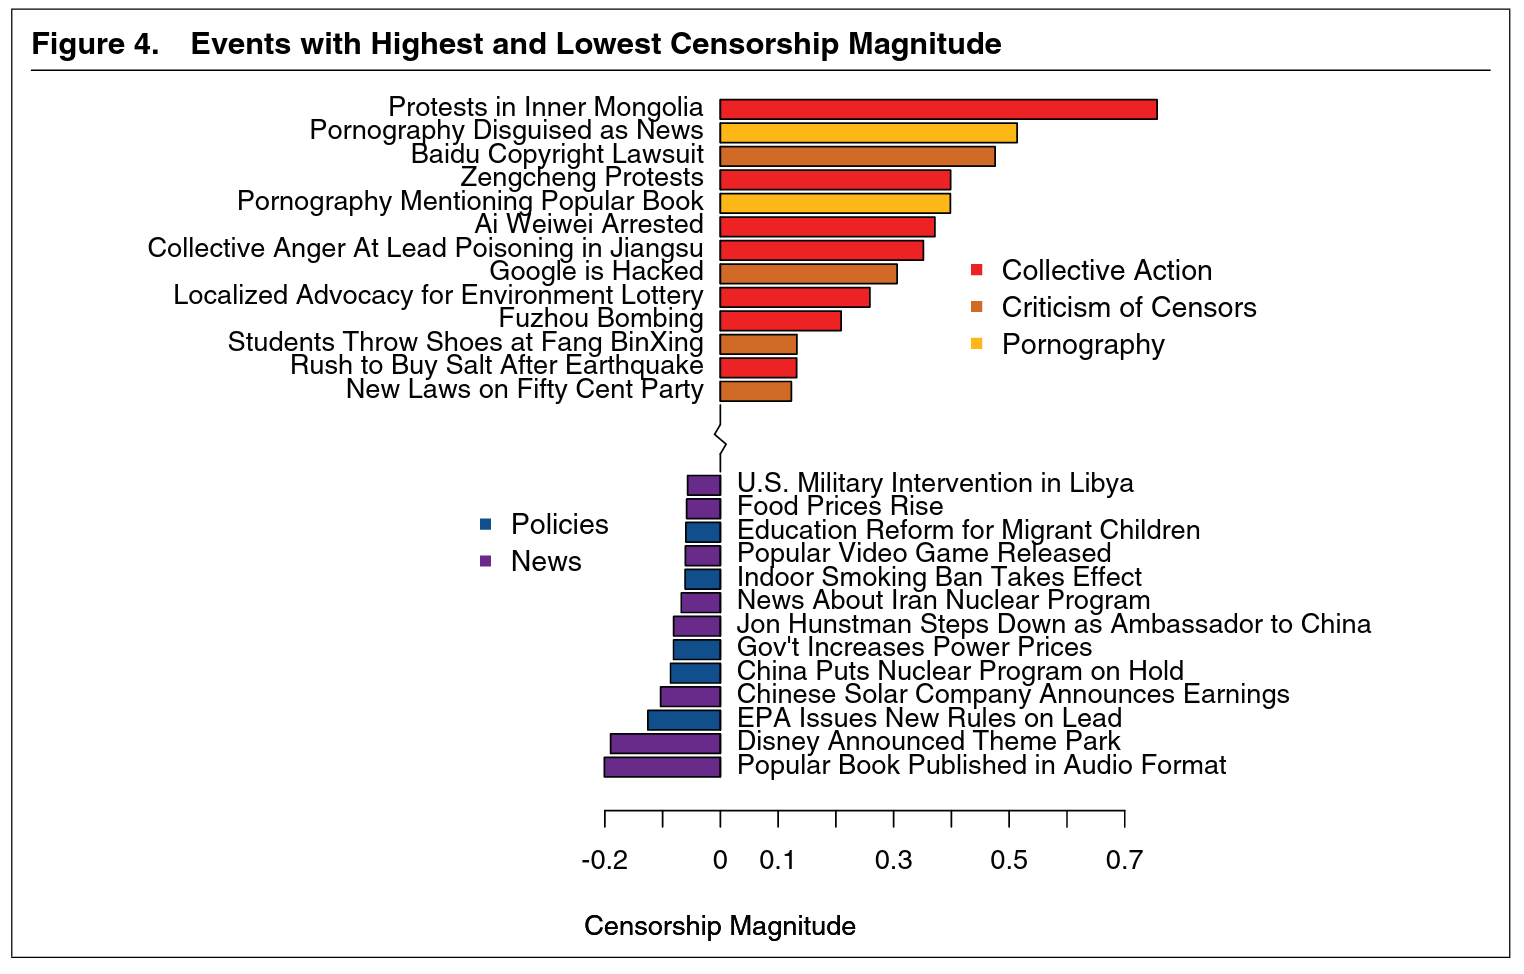 Figure 4. Events with Highest and Lowest Censorship Magnitude
Protests in Inner Mongolia
Pornography Disguised as News
Baidu Copyright Lawsuit
Zengcheng Protests
Pornography Mentioning Popular Book
Ai Weiwei Arrested
Collective Anger At Lead Poisoning in Jiangsu
Google is Hacked
Localized Advocacy for Environment Lottery
Fuzhou Bombing
Students Throw Shoes at Fang BinXing
Rush to Buy Salt After Earthquake
New Laws on Fifty Cent Party
Collective Action
Criticism of Censors
Pornography
U.S. Military Intervention in Libya
Food Prices Rise
Education Reform for Migrant Children
Popular Video Game Released
Indoor Smoking Ban Takes Effect
News About Iran Nuclear Program
Jon Hunstman Steps Down as Ambassador to China
Gov't Increases Power Prices
China Puts Nuclear Program on Hold
Chinese Solar Company Announces Earnings
EPA Issues New Rules on Lead
Disney Announced Theme Park
Popular Book Published in Audio Format
Policies
News
-0.2 0 0.1 0.3 0.5 0.7
Censorship Magnitude